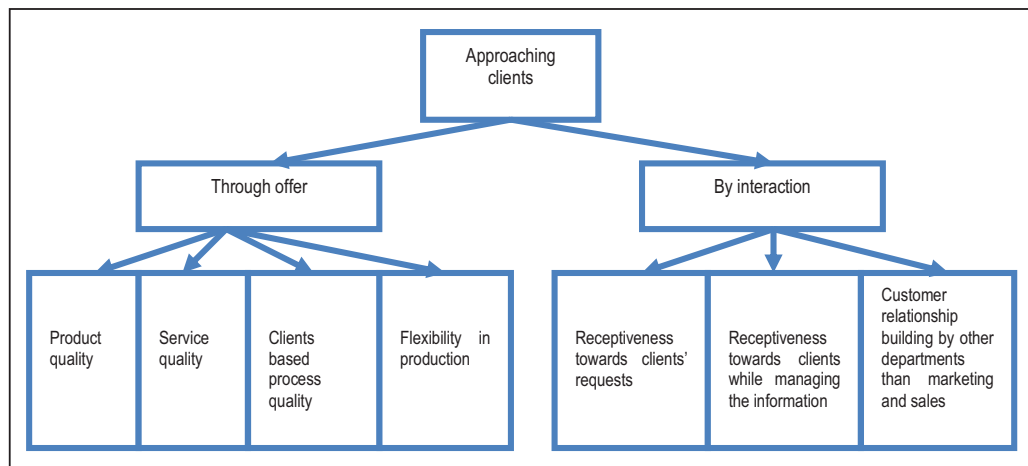 Approaching
clients
Through offer
By interaction
Product
quality
Service
quality
Clients
based
process
quality
Flexibility in
production
Receptiveness
towards clients’
requests
Receptiveness
towards clients
while managing
the information
Customer
relationship
building by other
departments
than marketing
and sales